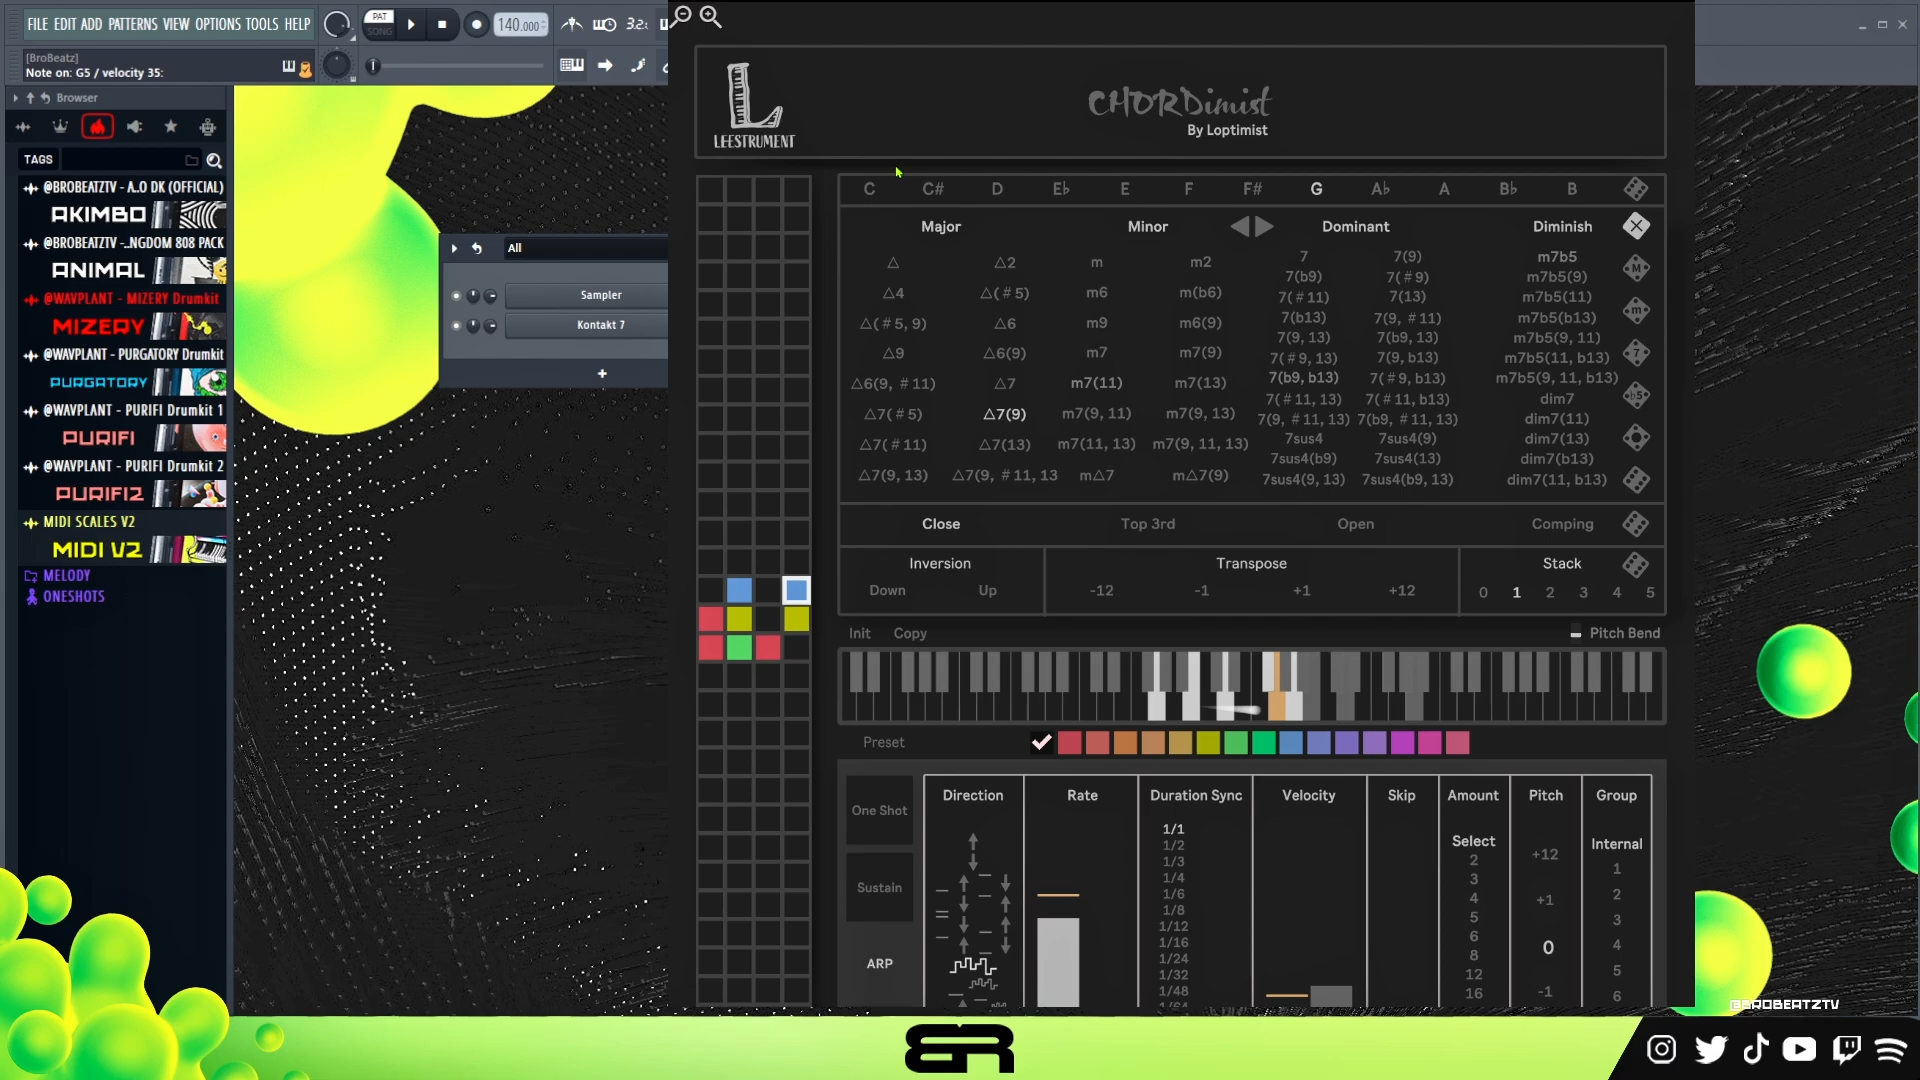 FILE EDIT ADD PATTERNS VIEW OPTIONS TOOLS HELP
PAT
SONG
140.000
[BroBeatz]
Note on: G5 / velocity 35:
Browser
TAGS
@BROBEATZTV - A..O DK (OFFICIAL)
AKIMBO
@BROBEATZTV -..NGDOM 808 PACK
ANIMAL
@WAVPLANT - MIZERY Drumkit
MIZERY
@WAVPLANT - PURGATORY Drumkit
PURGATORY
@WAVPLANT - PURIFI Drumkit 1
PURIFI
@WAVPLANT - PURIFI Drumkit 2
PURIFI2
MIDI SCALES V2
MIDI V2
MELODY
ONESHOTS
All
Sampler
Kontakt 7
L
LEESTRUMENT
CHORDimist
By Loptimist
C C# D E♭ E F F# G A♭ A B♭ B
Major Minor Dominant Diminish
△ △2 m m2
△4 △(#5) m6 m(b6)
△(#5, 9) △6 m9 m6(9)
△9 △6(9) m7 m7(9)
△6(9, #11) △7 m7(11) m7(13)
△7(#5) △7(9) m7(9, 11) m7(9, 13)
△7(#11) △7(13) m7(11, 13) m7(9, 11, 13)
△7(9, 13) △7(9, #11, 13 m△7 m△7(9)
7 7(9) m7b5
7(b9) 7(#9) m7b5(9)
7(#11) 7(13) m7b5(11)
7(b13) 7(9, #11) m7b5(b13)
7(9, 13) 7(b9, 13) m7b5(9, 11)
7(#9, 13) 7(9, b13) m7b5(11, b13)
7(b9, b13) 7(#9, b13) m7b5(9, 11, b13)
7(#11, 13) 7(#11, b13) dim7
7(9, #11, 13) 7(b9, #11, 13) dim7(11)
7sus4 7sus4(9) dim7(13)
7sus4(b9) 7sus4(13) dim7(b13)
7sus4(9, 13) 7sus4(b9, 13) dim7(11, b13)
M
m
7
b5
Close Top 3rd Open Comping
Inversion Transpose Stack
Down Up -12 -1 +1 +12 0 1 2 3 4 5
Init Copy Pitch Bend
Preset
One Shot
Sustain
ARP
Direction Rate Duration Sync Velocity Skip Amount Pitch Group
1/1
1/2
1/3
1/4
1/6
1/8
1/12
1/16
1/24
1/32
1/48
1/64
Select
2
3
4
5
6
8
12
16
+12
+1
0
-1
Internal
1
2
3
4
5
6
@BROBEATZTV
BR